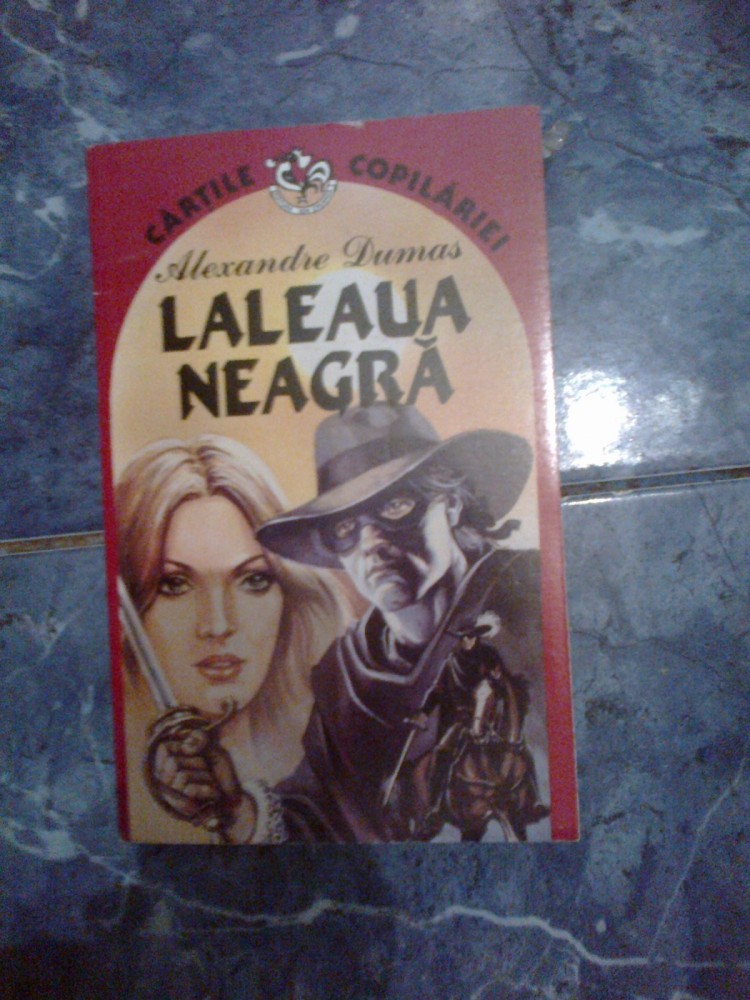 CĂRȚILE COPILĂRIEI
Alexandre Dumas
LALEAUA
NEAGRĂ